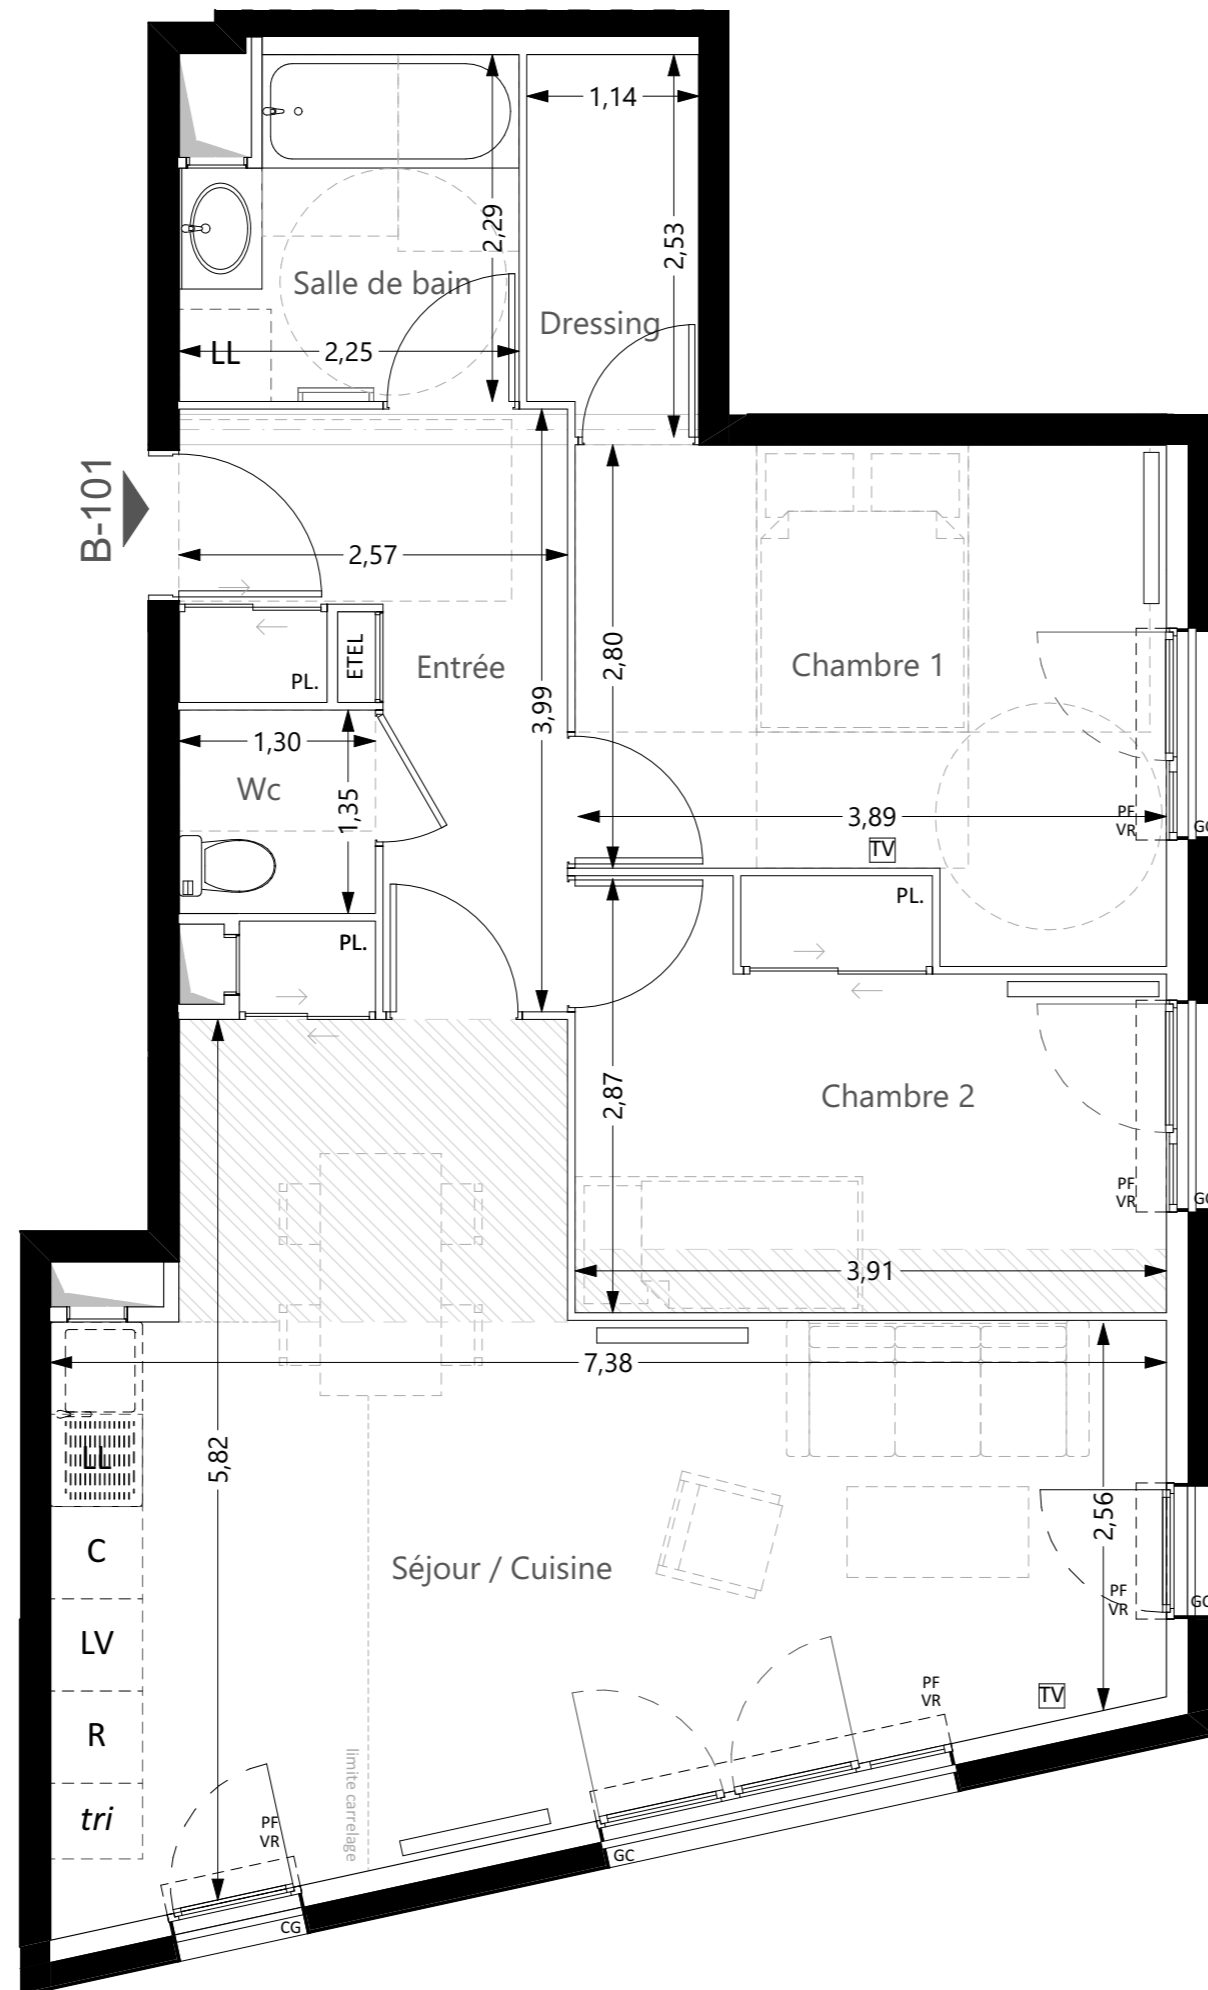 1,14
2,29
2,53
Salle de bain
Dressing
LL
2,25
B-101
2,57
ETEL
PL.
Entrée
2,80
Chambre 1
3,99
1,30
Wc
1,35
3,89
PF
VR
GC
TV
PL.
PL.
2,87
Chambre 2
PF
VR
GC
3,91
7,38
5,82
LL
2,56
C
Séjour / Cuisine
PF
VR
GC
LV
PF
VR
TV
R
limite carrelage
tri
PF
VR
GC
CG